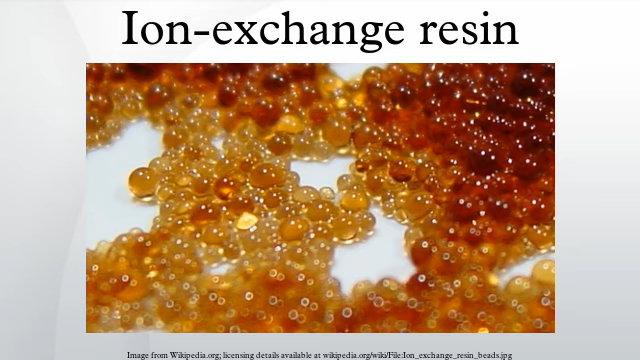 Ion-exchange resin
Image from Wikipedia.org; licensing details available at wikipedia.org/wiki/File:Ion_exchange_resin_beads.jpg